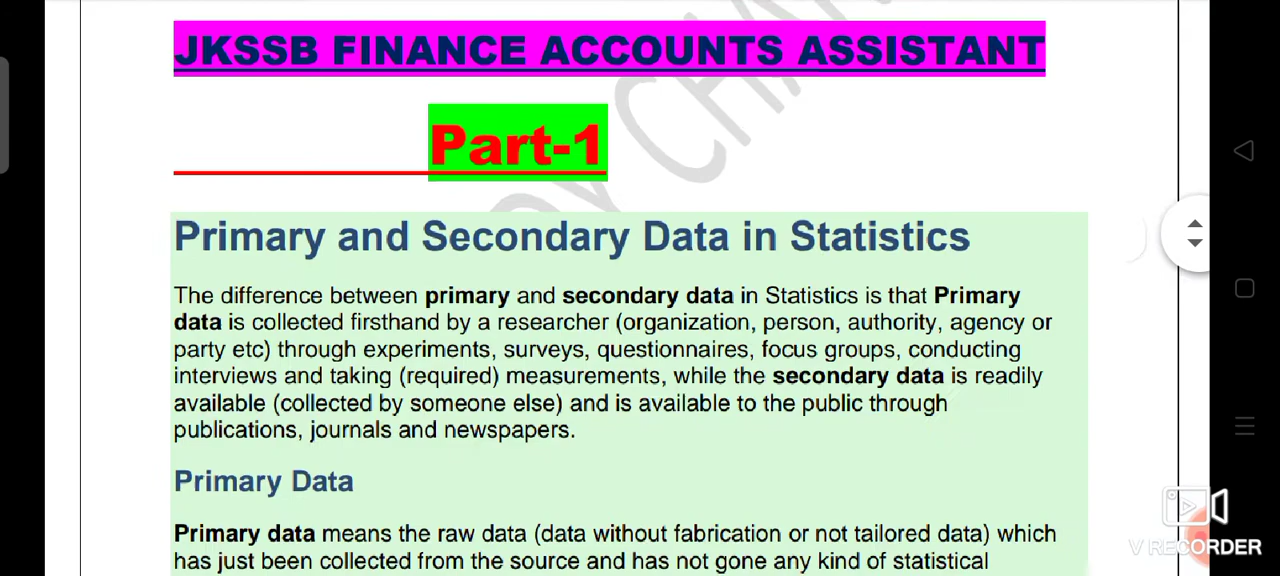 JKSSB FINANCE ACCOUNTS ASSISTANT
Part-1
Primary and Secondary Data in Statistics
The difference between primary and secondary data in Statistics is that Primary
data is collected firsthand by a researcher (organization, person, authority, agency or
party etc) through experiments, surveys, questionnaires, focus groups, conducting
interviews and taking (required) measurements, while the secondary data is readily
available (collected by someone else) and is available to the public through
publications, journals and newspapers.
Primary Data
Primary data means the raw data (data without fabrication or not tailored data) which
has just been collected from the source and has not gone any kind of statistical
V RECORDER